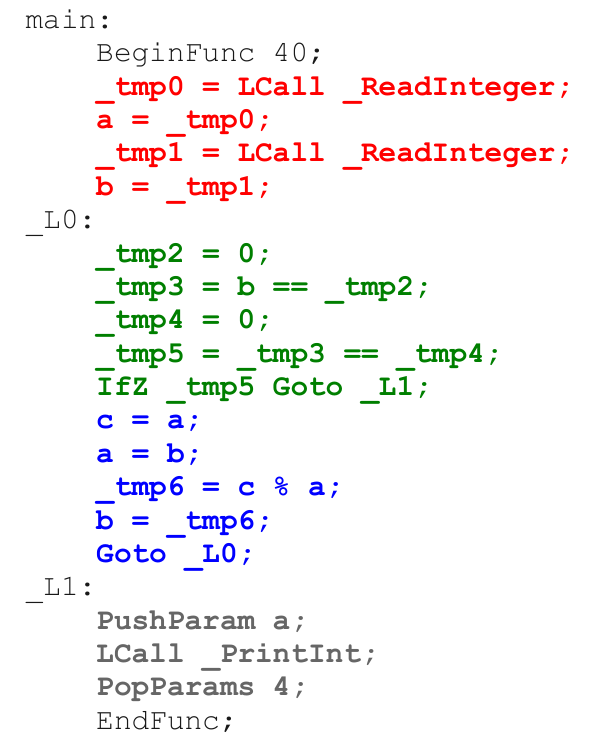 main:
BeginFunc 40;
_tmp0 = LCall _ReadInteger;
a = _tmp0;
_tmp1 = LCall _ReadInteger;
b = _tmp1;
_L0:
_tmp2 = 0;
_tmp3 = b == _tmp2;
_tmp4 = 0;
_tmp5 = _tmp3 == _tmp4;
IfZ _tmp5 Goto _L1;
c = a;
a = b;
_tmp6 = c % a;
b = _tmp6;
Goto _L0;
_L1:
PushParam a;
LCall _PrintInt;
PopParams 4;
EndFunc;